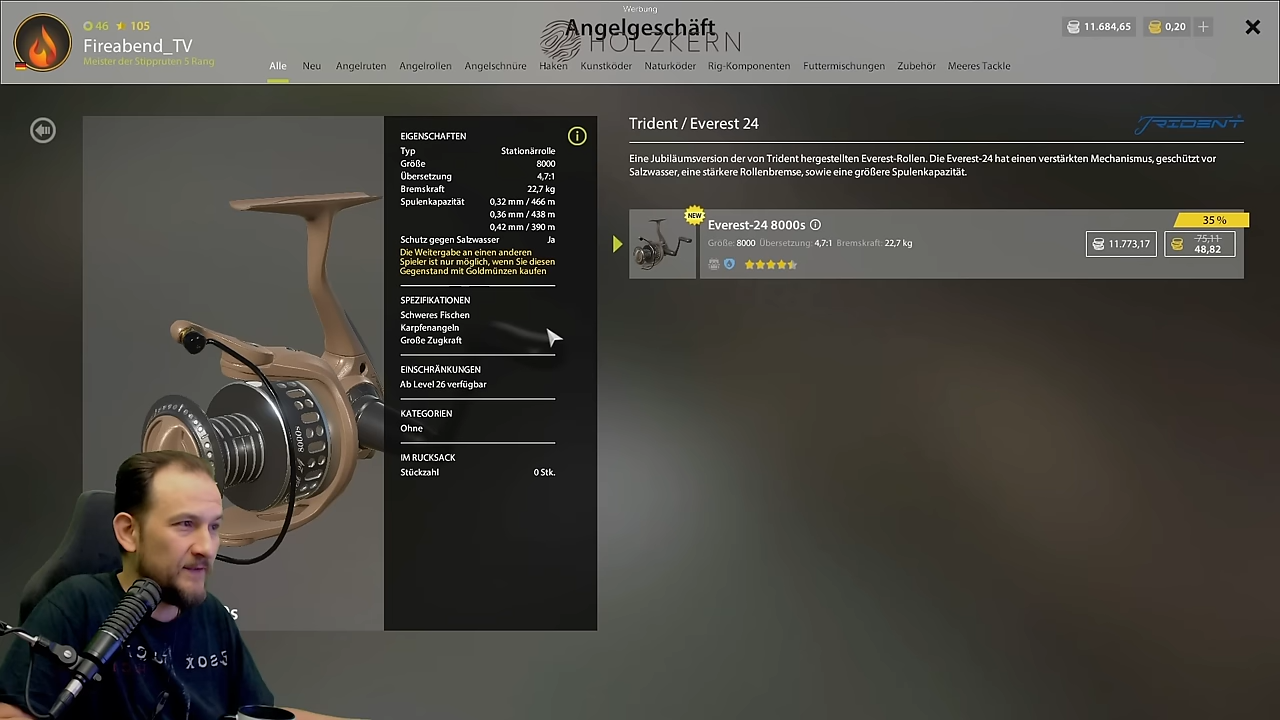 Werbung
Angelgeschäft
HOLZKERN
46 105
Fireabend_TV
Meister der Stippruten 5 Rang
11.684,65 0,20 +
Alle Neu Angelruten Angelrollen Angelschnüre Haken Kunstköder Naturköder Rig-Komponenten Futtermischungen Zubehör Meeres Tackle
EIGENSCHAFTEN
Typ Stationärrolle
Größe 8000
Übersetzung 4,7:1
Bremskraft 22,7 kg
Spulenkapazität 0,32 mm / 466 m
0,36 mm / 438 m
0,42 mm / 390 m
Schutz gegen Salzwasser Ja
Die Weitergabe an einen anderen
Spieler ist nur möglich, wenn Sie diesen
Gegenstand mit Goldmünzen kaufen
SPEZIFIKATIONEN
Schweres Fischen
Karpfenangeln
Große Zugkraft
EINSCHRÄNKUNGEN
Ab Level 26 verfügbar
KATEGORIEN
Ohne
IM RUCKSACK
Stückzahl 0 Stk.
8000s
Trident / Everest 24
TRIDENT
Eine Jubiläumsversion der von Trident hergestellten Everest-Rollen. Die Everest-24 hat einen verstärkten Mechanismus, geschützt vor
Salzwasser, eine stärkere Rollenbremse, sowie eine größere Spulenkapazität.
NEW
Everest-24 8000s
Größe: 8000 Übersetzung: 4,7:1 Bremskraft: 22,7 kg
35 %
11.773,17
75,11
48,82